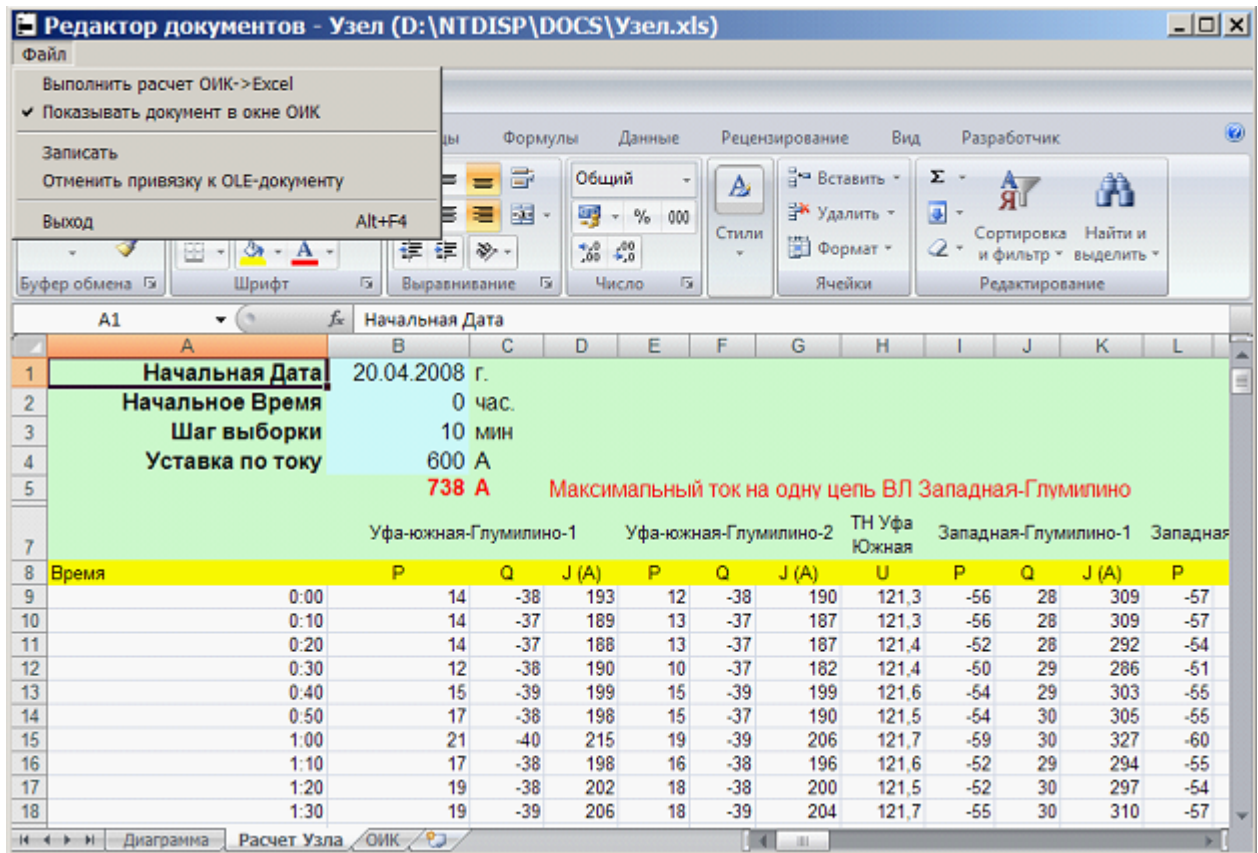 Редактор документов - Узел (D:\NTDISP\DOCS\Узел.xls)
Файл
Выполнить расчет ОИК->Excel
✔ Показывать документ в окне ОИК
Записать
Отменить привязку к OLE-документу
Выход Alt+F4
Формулы Данные Рецензирование Вид Разработчик
Общий
% 000
Стили
Вставить
Удалить
Формат
Σ
Сортировка и фильтр
Найти и выделить
Буфер обмена Шрифт Выравнивание Число Ячейки Редактирование
A1 fx Начальная Дата
A B C D E F G H I J K L
1 Начальная Дата 20.04.2008 г.
2 Начальное Время 0 час.
3 Шаг выборки 10 мин
4 Уставка по току 600 А
5 738 А Максимальный ток на одну цепь ВЛ Западная-Глумилино
7 Уфа-южная-Глумилино-1 Уфа-южная-Глумилино-2 ТН Уфа Южная Западная-Глумилино-1 Западная
8 Время P Q J (A) P Q J (A) U P Q J (A) P
9 0:00 14 -38 193 12 -38 190 121,3 -56 28 309 -57
10 0:10 14 -37 189 13 -37 187 121,3 -56 28 309 -57
11 0:20 14 -37 188 13 -37 187 121,4 -52 28 292 -54
12 0:30 12 -38 190 10 -37 182 121,4 -50 29 286 -51
13 0:40 15 -39 199 15 -39 199 121,6 -54 29 303 -55
14 0:50 17 -38 198 15 -37 190 121,5 -54 30 305 -55
15 1:00 21 -40 215 19 -39 206 121,7 -59 30 327 -60
16 1:10 17 -38 198 16 -38 196 121,6 -52 29 294 -55
17 1:20 19 -38 202 18 -38 200 121,5 -52 30 297 -54
18 1:30 19 -39 206 18 -39 204 121,7 -55 30 310 -57
Диаграмма Расчет Узла ОИК